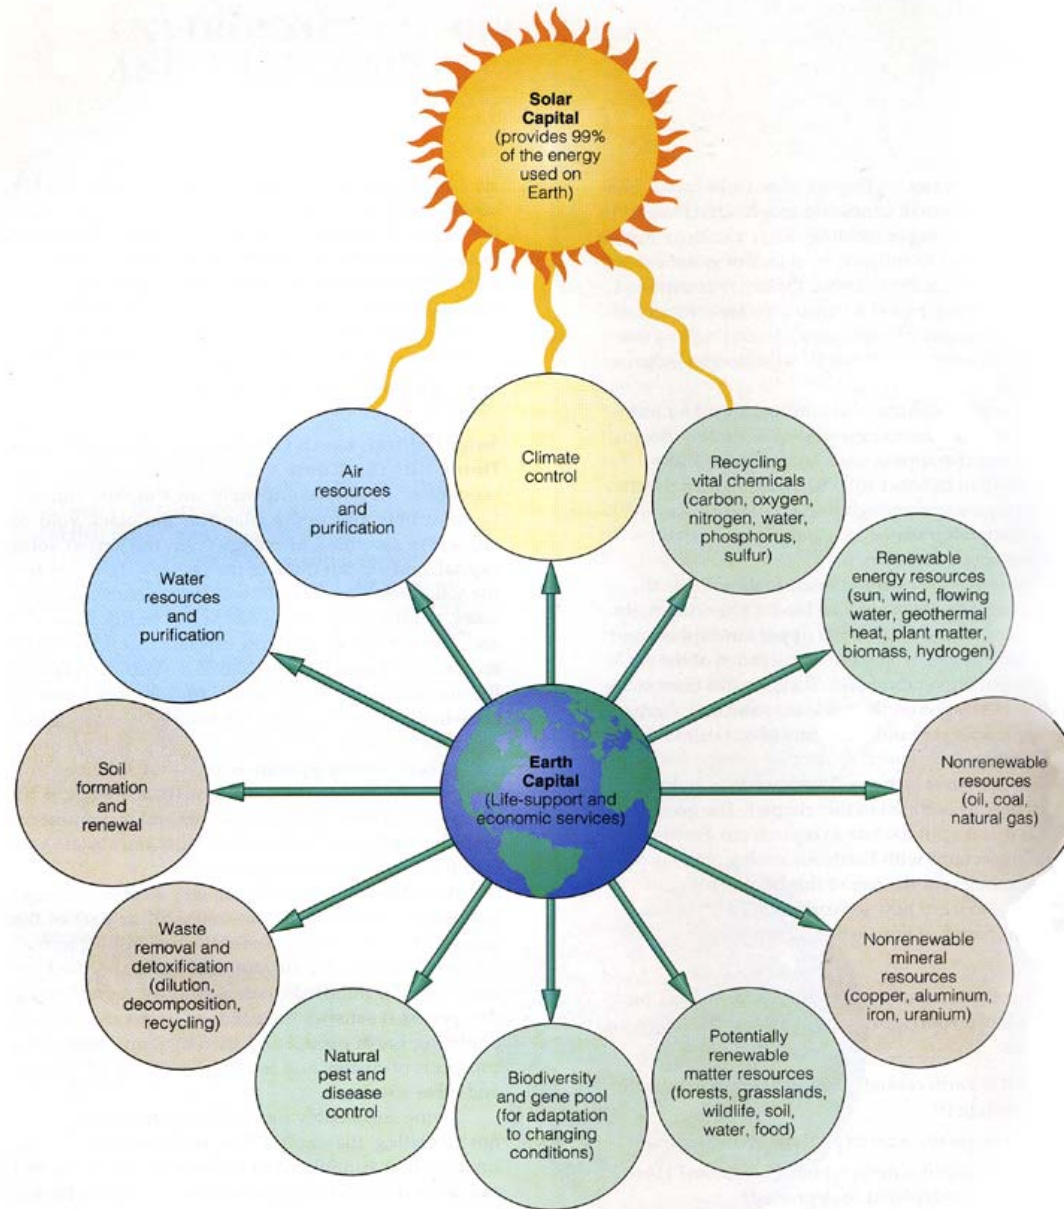 Solar
Capital
(provides 99%
of the energy
used on
Earth)
Climate
control
Air
resources
and
purification
Recycling
vital chemicals
(carbon, oxygen,
nitrogen, water,
phosphorus,
sulfur)
Water
resources
and
purification
Renewable
energy resources
(sun, wind, flowing
water, geothermal
heat, plant matter,
biomass, hydrogen)
Soil
formation
and
renewal
Earth
Capital
(Life-support and
economic services)
Nonrenewable
resources
(oil, coal,
natural gas)
Waste
removal and
detoxification
(dilution,
decomposition,
recycling)
Nonrenewable
mineral
resources
(copper, aluminum,
iron, uranium)
Natural
pest and
disease
control
Biodiversity
and gene pool
(for adaptation
to changing
conditions)
Potentially
renewable
matter resources
(forests, grasslands,
wildlife, soil,
water, food)